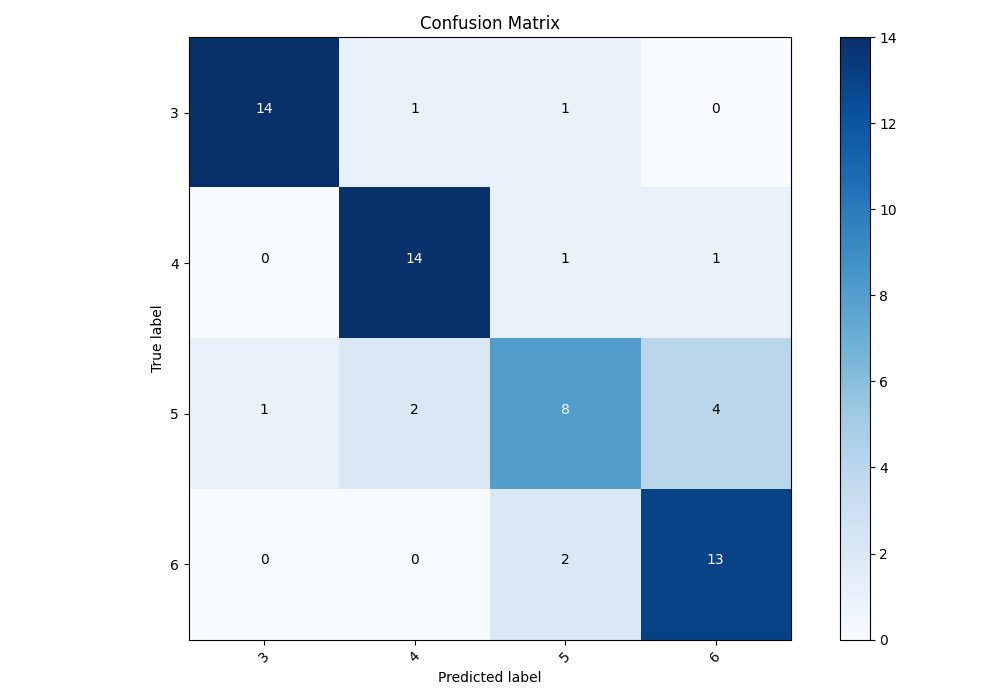 Confusion Matrix
3 14 1 1 0
4 0 14 1 1
5 1 2 8 4
6 0 0 2 13
3 4 5 6
True label
Predicted label
14
12
10
8
6
4
2
0